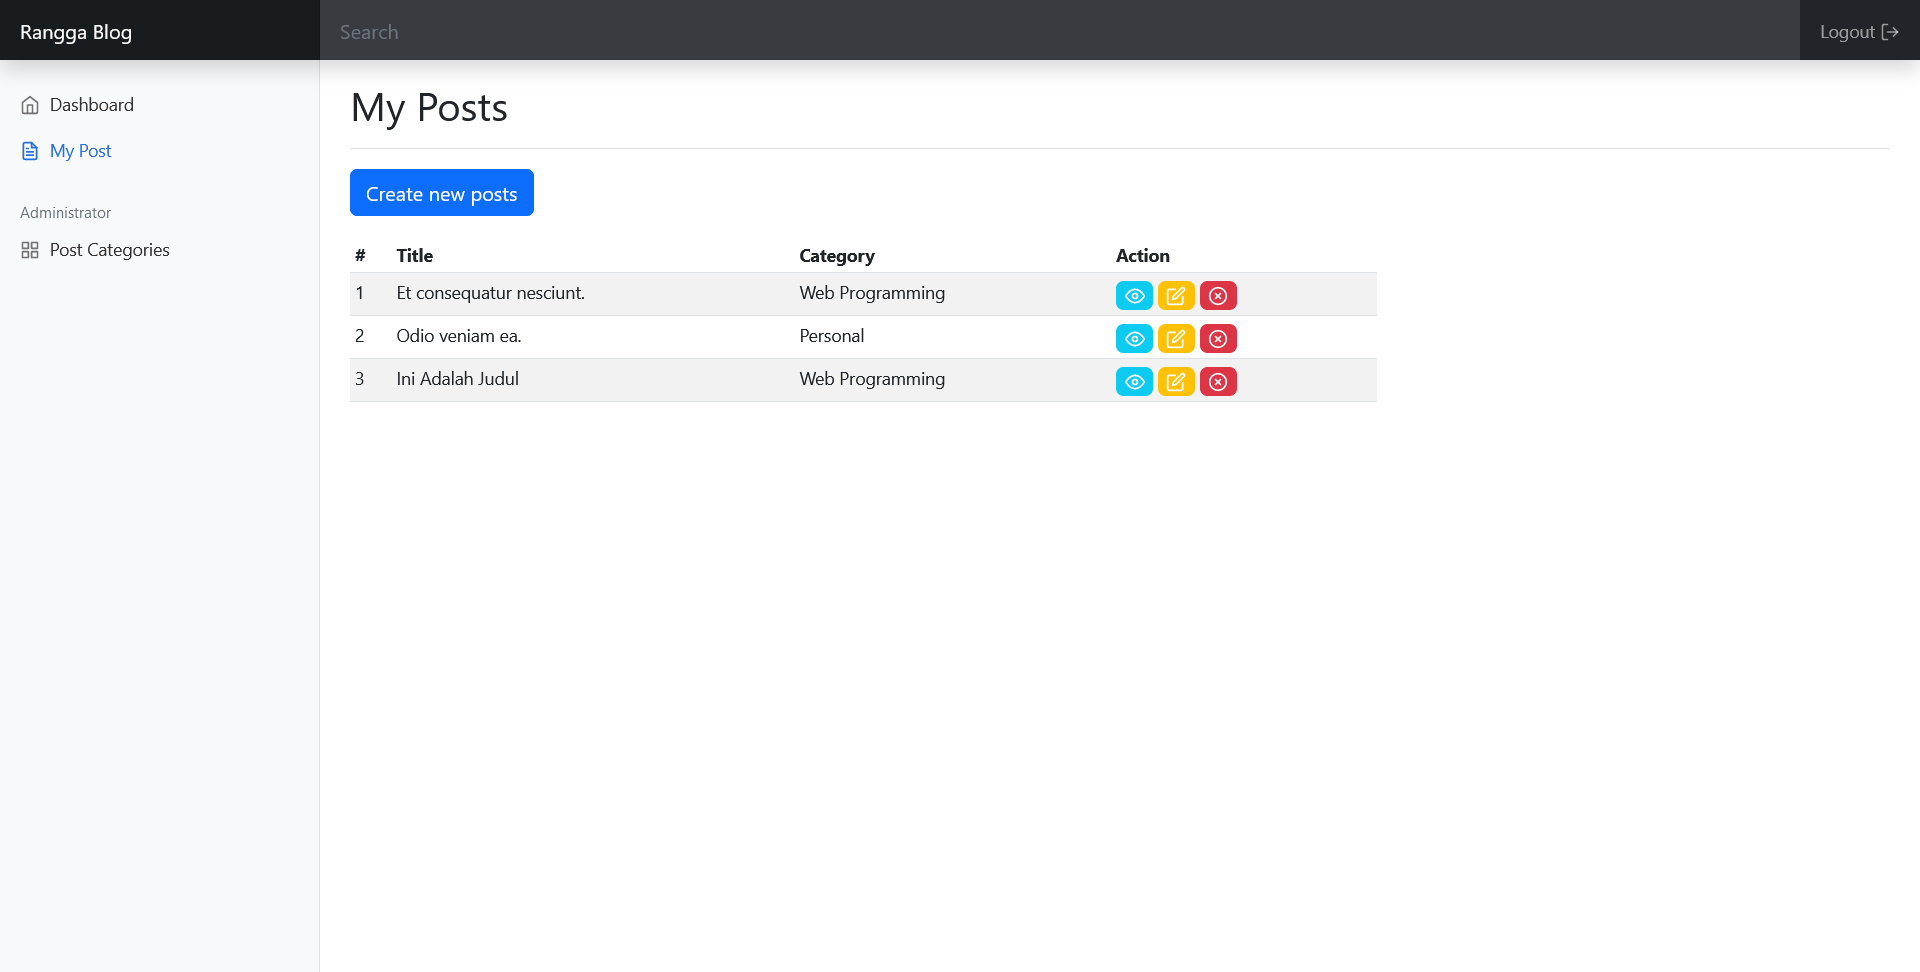 Rangga Blog
Search
Logout
Dashboard
My Post
Administrator
Post Categories
My Posts
Create new posts
# Title Category Action
1 Et consequatur nesciunt. Web Programming
2 Odio veniam ea. Personal
3 Ini Adalah Judul Web Programming